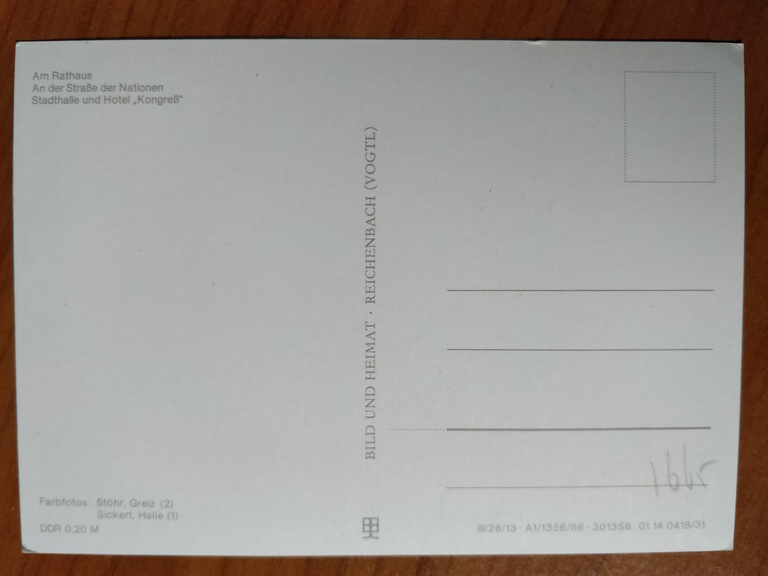 Am Rathaus
An der Straße der Nationen
Stadthalle und Hotel „Kongreß“
BILD UND HEIMAT · REICHENBACH (VOGTL)
1665
Farbfotos: Stöhr, Greiz (2)
Sickert, Halle (1)
DDR 0,20 M
III/26/13 · A1/1356/86 · 301356 01 14 0418/31